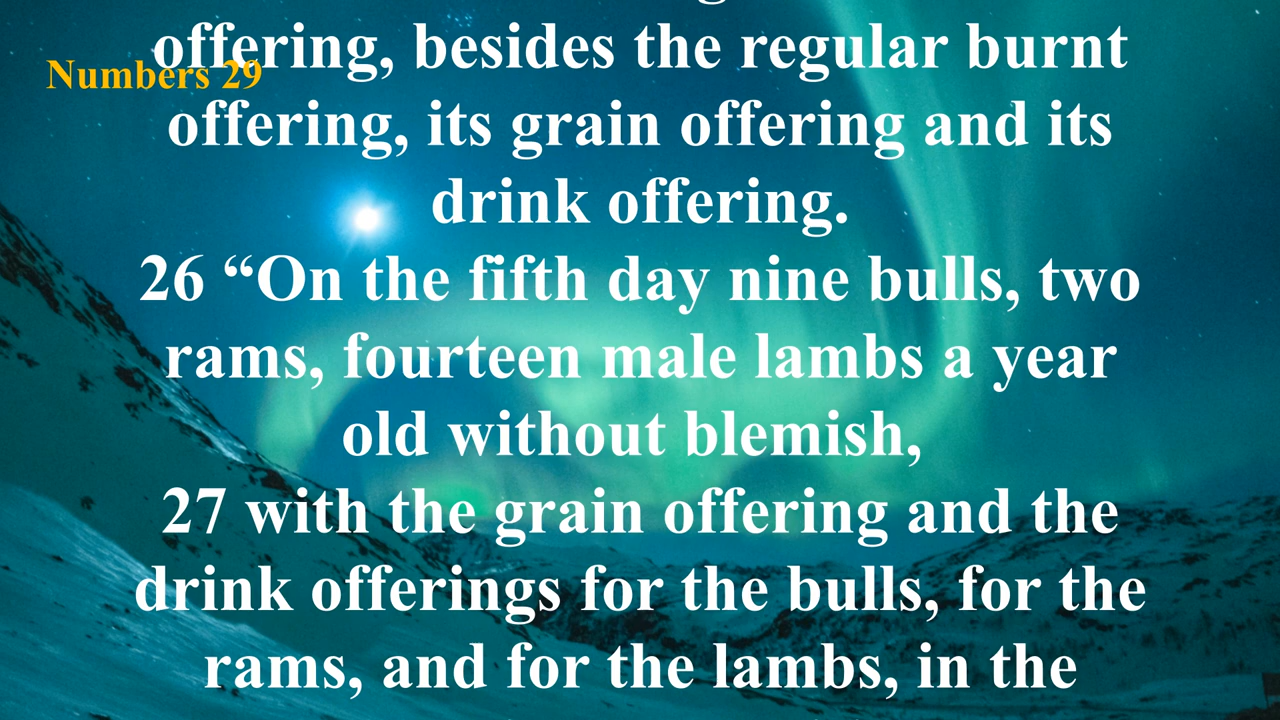 offering, besides the regular burnt
Numbers 29
offering, its grain offering and its
drink offering.
26 “On the fifth day nine bulls, two
rams, fourteen male lambs a year
old without blemish,
27 with the grain offering and the
drink offerings for the bulls, for the
rams, and for the lambs, in the